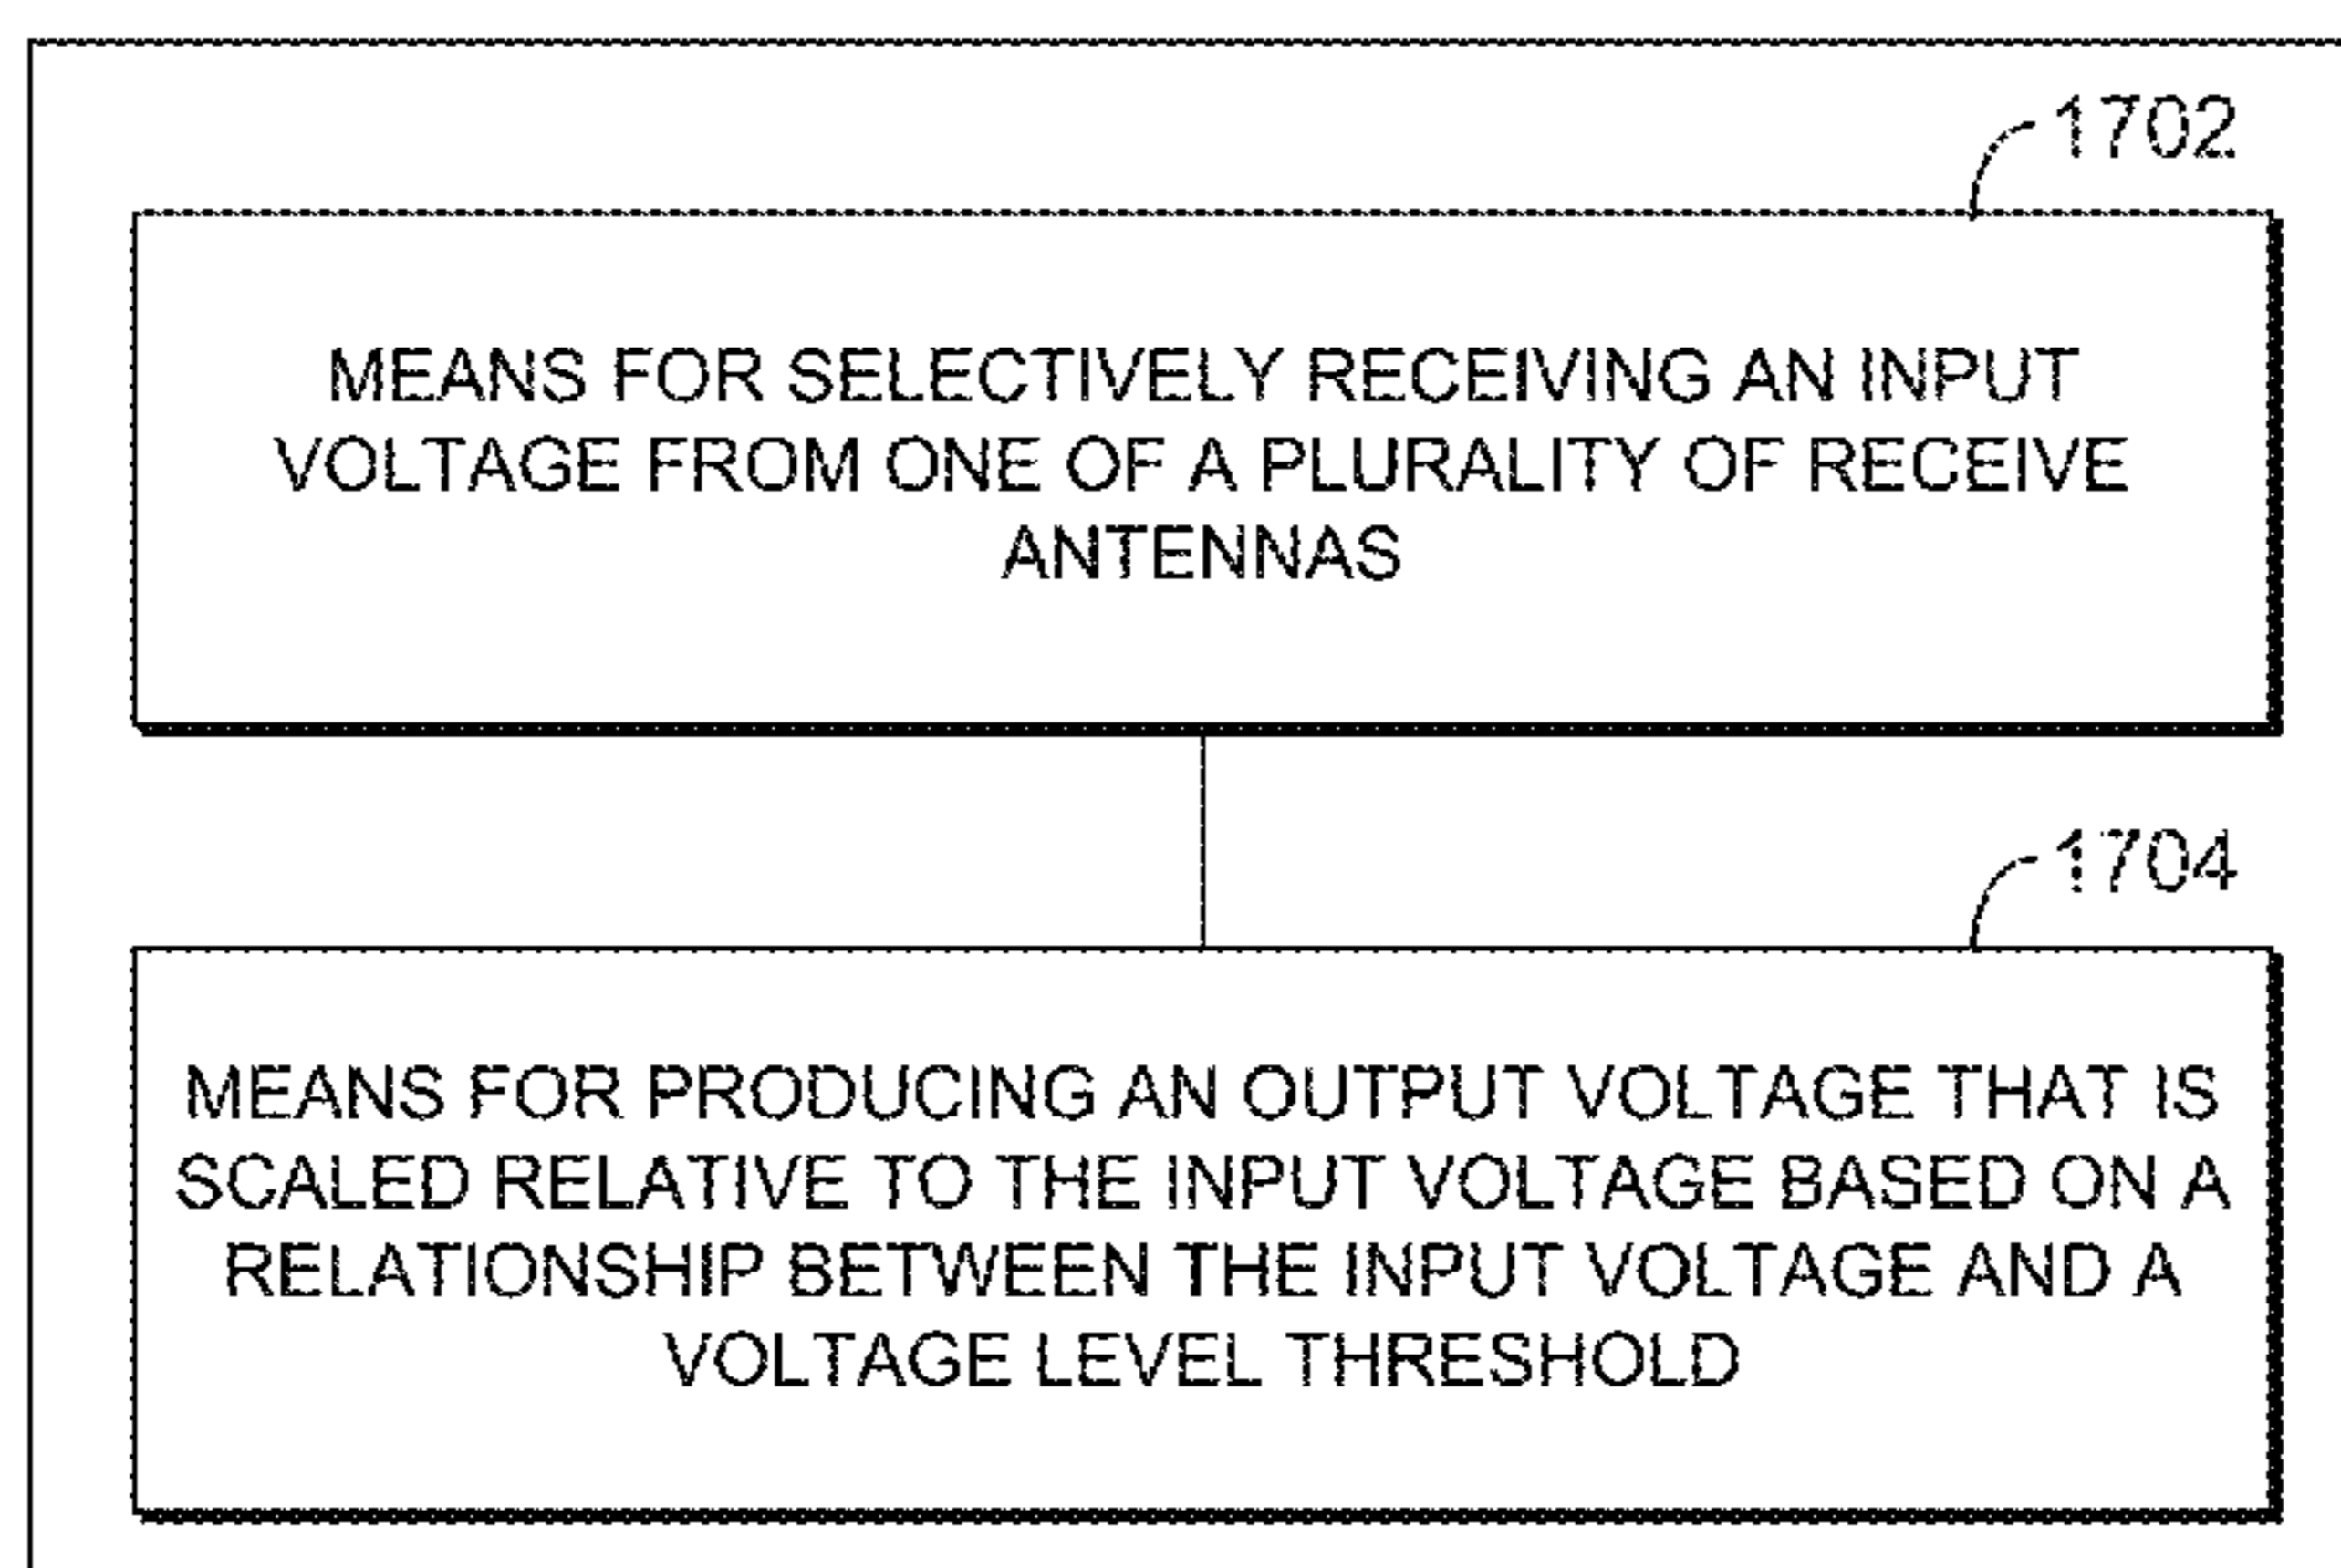 1702
MEANS FOR SELECTIVELY RECEIVING AN INPUT
VOLTAGE FROM ONE OF A PLURALITY OF RECEIVE
ANTENNAS
1704
MEANS FOR PRODUCING AN OUTPUT VOLTAGE THAT IS
SCALED RELATIVE TO THE INPUT VOLTAGE BASED ON A
RELATIONSHIP BETWEEN THE INPUT VOLTAGE AND A
VOLTAGE LEVEL THRESHOLD